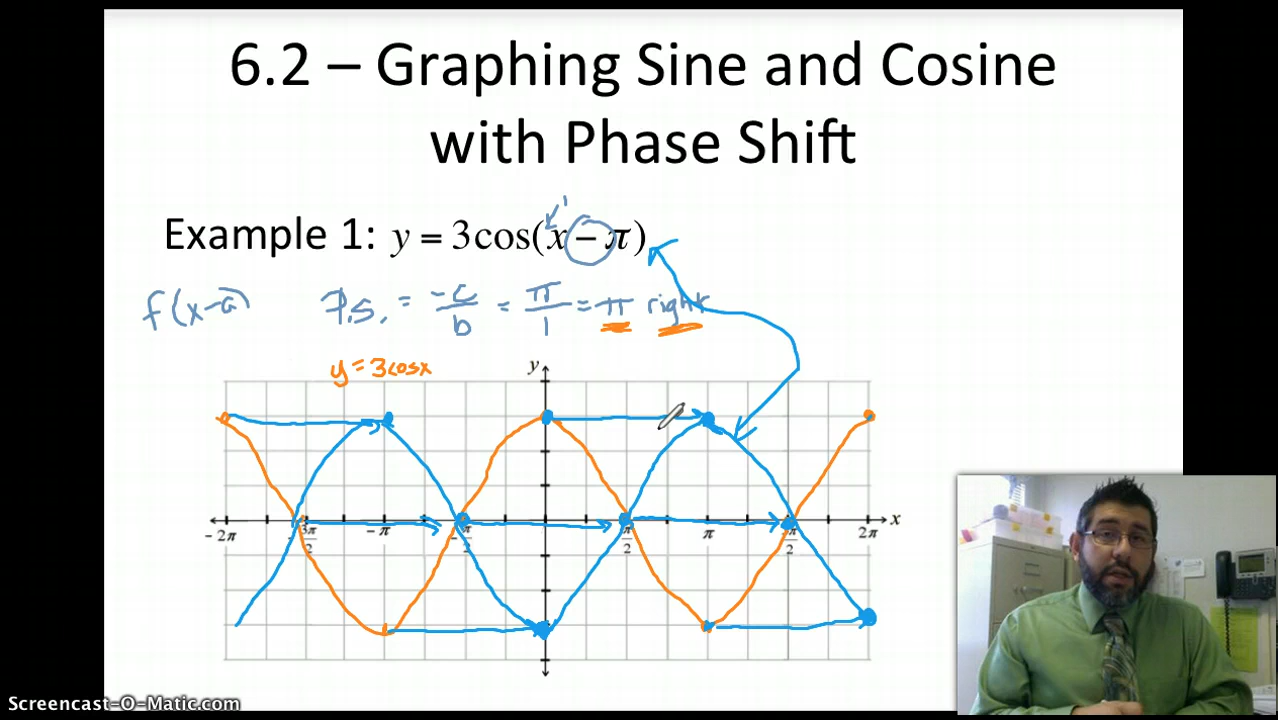 6.2 – Graphing Sine and Cosine
with Phase Shift
Example 1: y = 3cos(x − π)
1
f(x-a) P.S. = -c/b = π/1 = π right
y = 3cosx
y
x
- 2π 3π/2 - π - π/2 π/2 π π/2 2π
Screencast-O-Matic.com